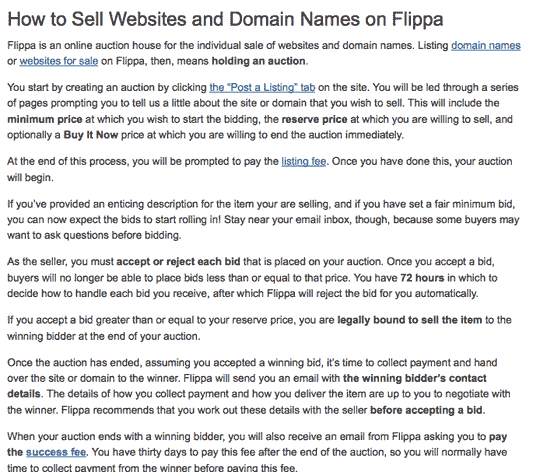 How to Sell Websites and Domain Names on Flippa
Flippa is an online auction house for the individual sale of websites and domain names. Listing domain names
or websites for sale on Flippa, then, means holding an auction.
You start by creating an auction by clicking the “Post a Listing” tab on the site. You will be led through a series
of pages prompting you to tell us a little about the site or domain that you wish to sell. This will include the
minimum price at which you wish to start the bidding, the reserve price at which you are willing to sell, and
optionally a Buy It Now price at which you are willing to end the auction immediately.
At the end of this process, you will be prompted to pay the listing fee. Once you have done this, your auction
will begin.
If you’ve provided an enticing description for the item your are selling, and if you have set a fair minimum bid,
you can now expect the bids to start rolling in! Stay near your email inbox, though, because some buyers may
want to ask questions before bidding.
As the seller, you must accept or reject each bid that is placed on your auction. Once you accept a bid,
buyers will no longer be able to place bids less than or equal to that price. You have 72 hours in which to
decide how to handle each bid you receive, after which Flippa will reject the bid for you automatically.
If you accept a bid greater than or equal to your reserve price, you are legally bound to sell the item to the
winning bidder at the end of your auction.
Once the auction has ended, assuming you accepted a winning bid, it’s time to collect payment and hand
over the site or domain to the winner. Flippa will send you an email with the winning bidder’s contact
details. The details of how you collect payment and how you deliver the item are up to you to negotiate with
the winner. Flippa recommends that you work out these details with the seller before accepting a bid.
When your auction ends with a winning bidder, you will also receive an email from Flippa asking you to pay
the success fee. You have thirty days to pay this fee after the end of the auction, so you will normally have
time to collect payment from the winner before paying this fee.